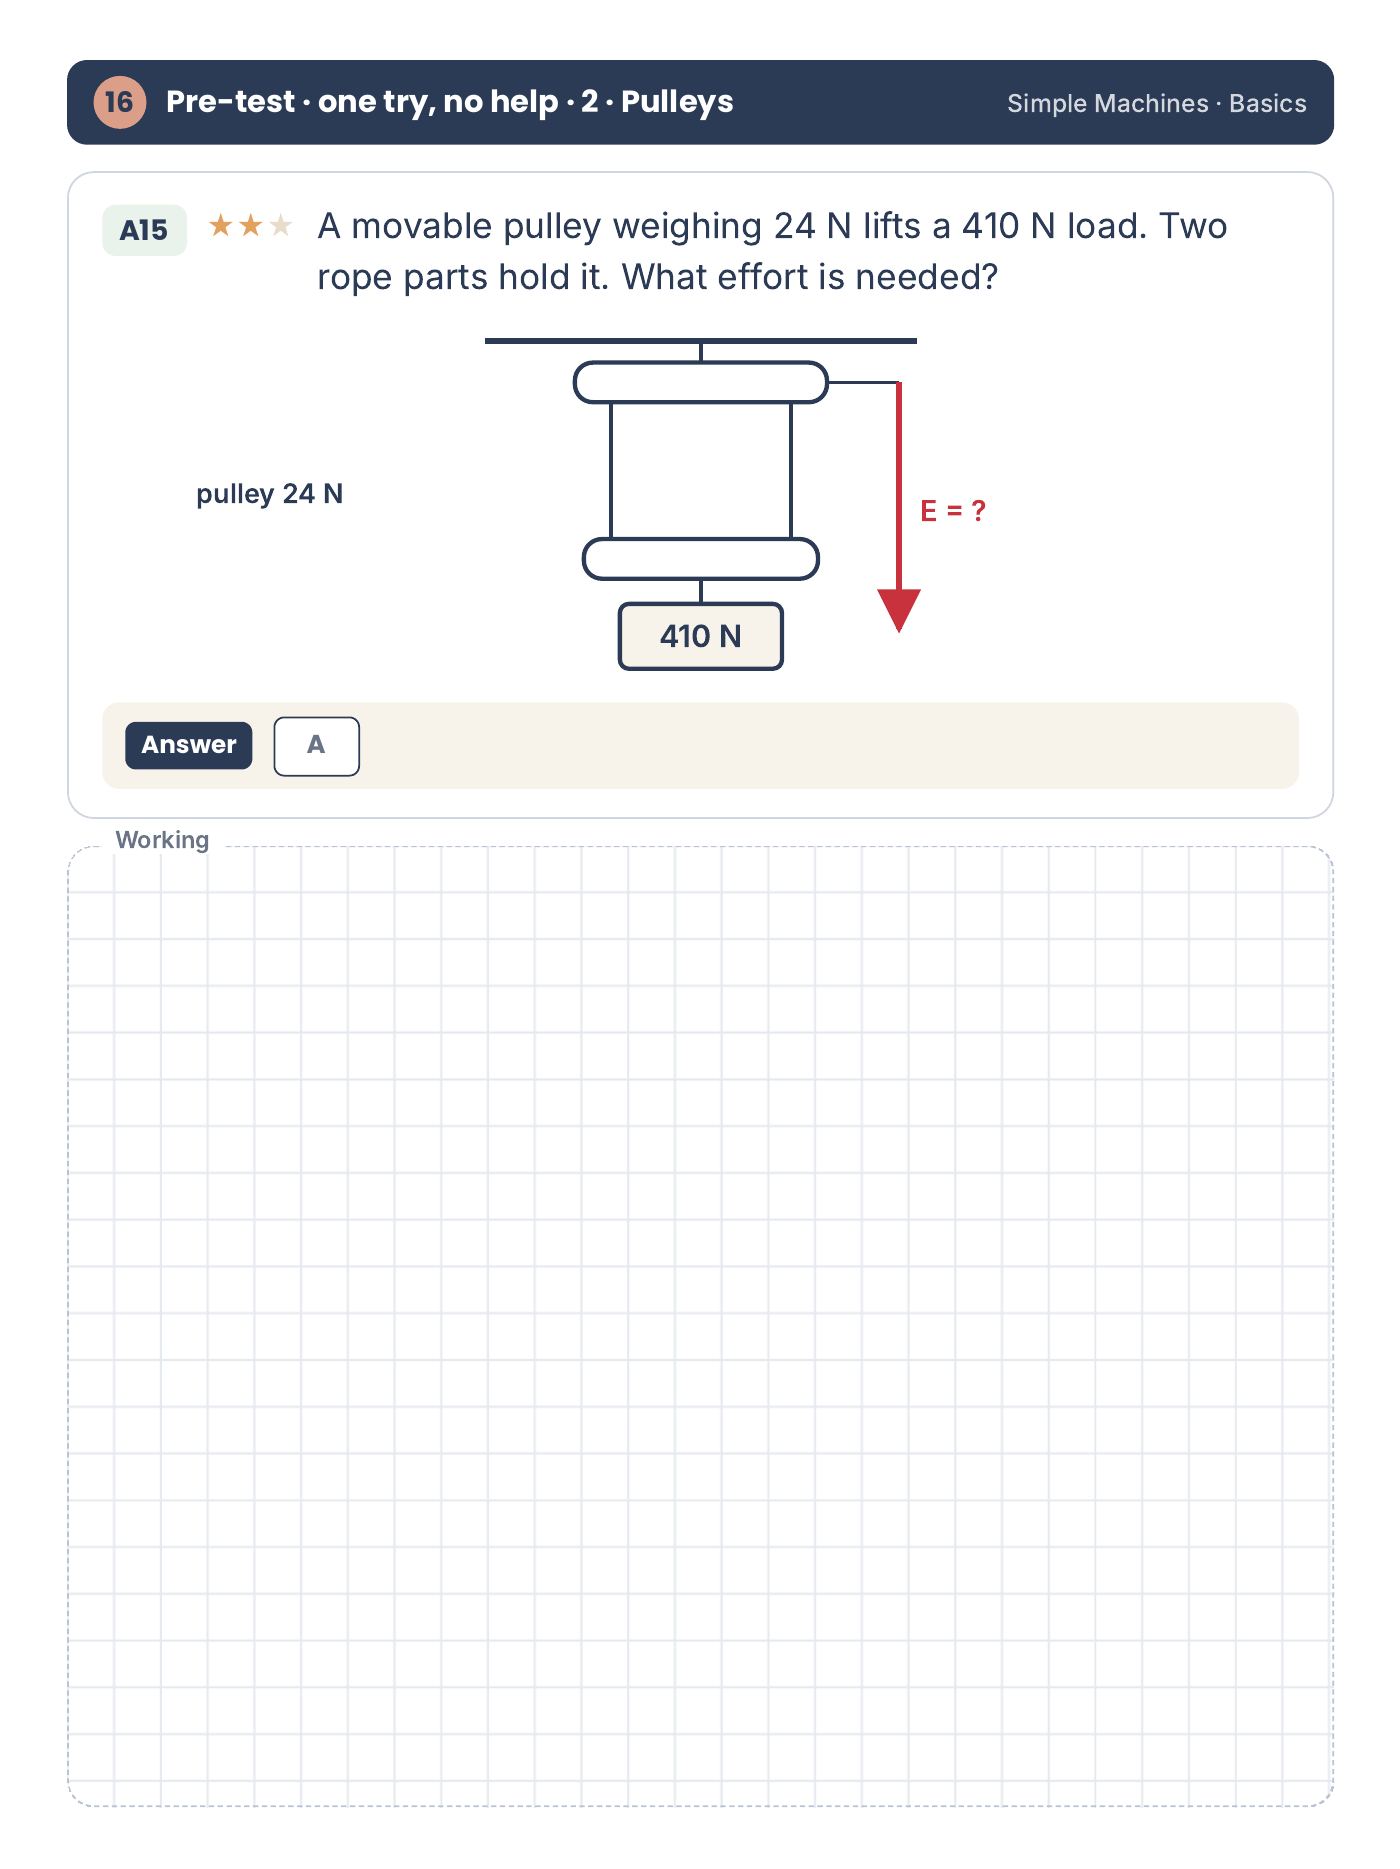 16 Pre-test · one try, no help · 2 · Pulleys
Simple Machines · Basics
A15 ★★★ A movable pulley weighing 24 N lifts a 410 N load. Two
rope parts hold it. What effort is needed?
pulley 24 N
E = ?
410 N
Answer A
Working